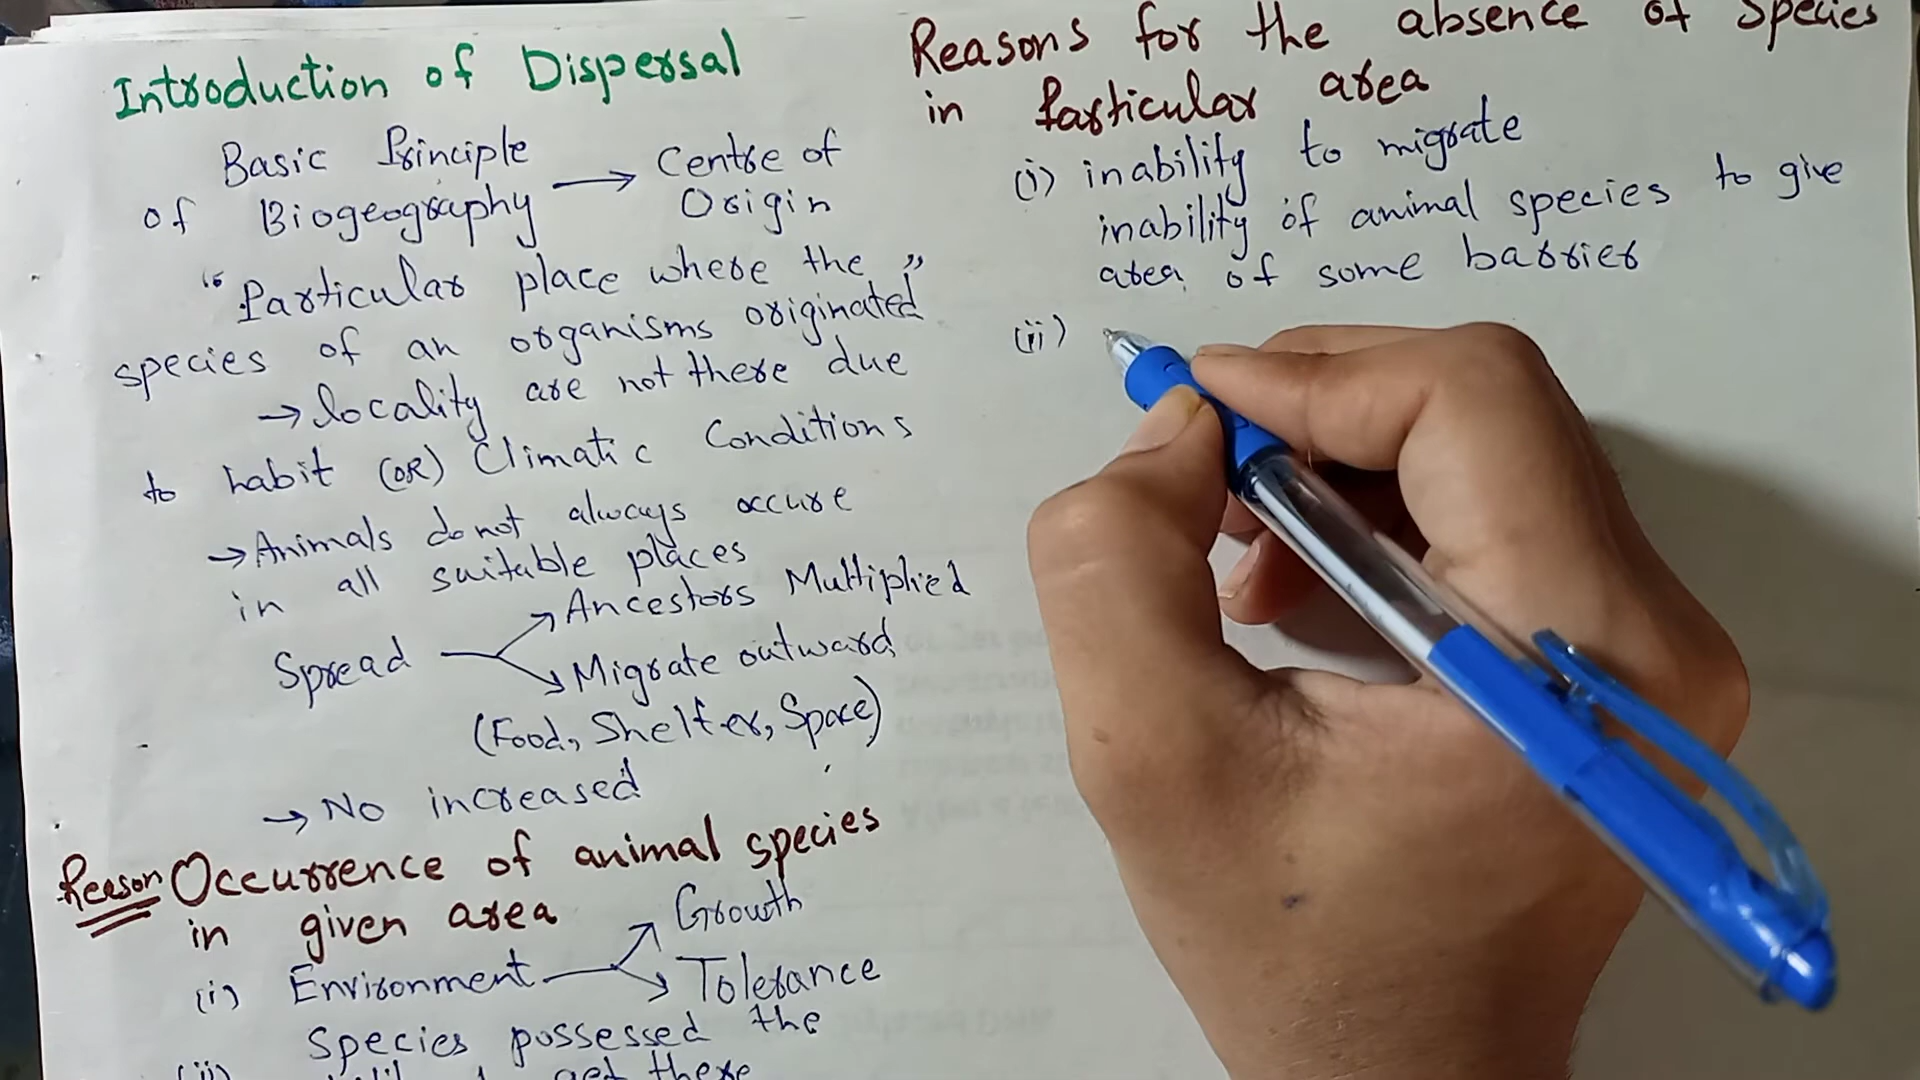 Introduction of Dispersal
Basic Principle
of Biogeography → Centre of
Origin
"Particular place where the"
species of an organisms originated
→ locality are not there due
to habit (OR) Climatic Conditions
→ Animals do not always occure
in all suitable places
Spread → Ancestors Multiplied
→ Migrate outward
(Food, Shelter, Space)
→ No increased
Reason Occurrence of animal species
in given area
(i) Environment → Growth
→ Tolerance
Species possessed the
(ii) get there
Reasons for the absence of Species
in Particular area
(i) inability to migrate
inability of animal species to give
area of some barrier
(ii)